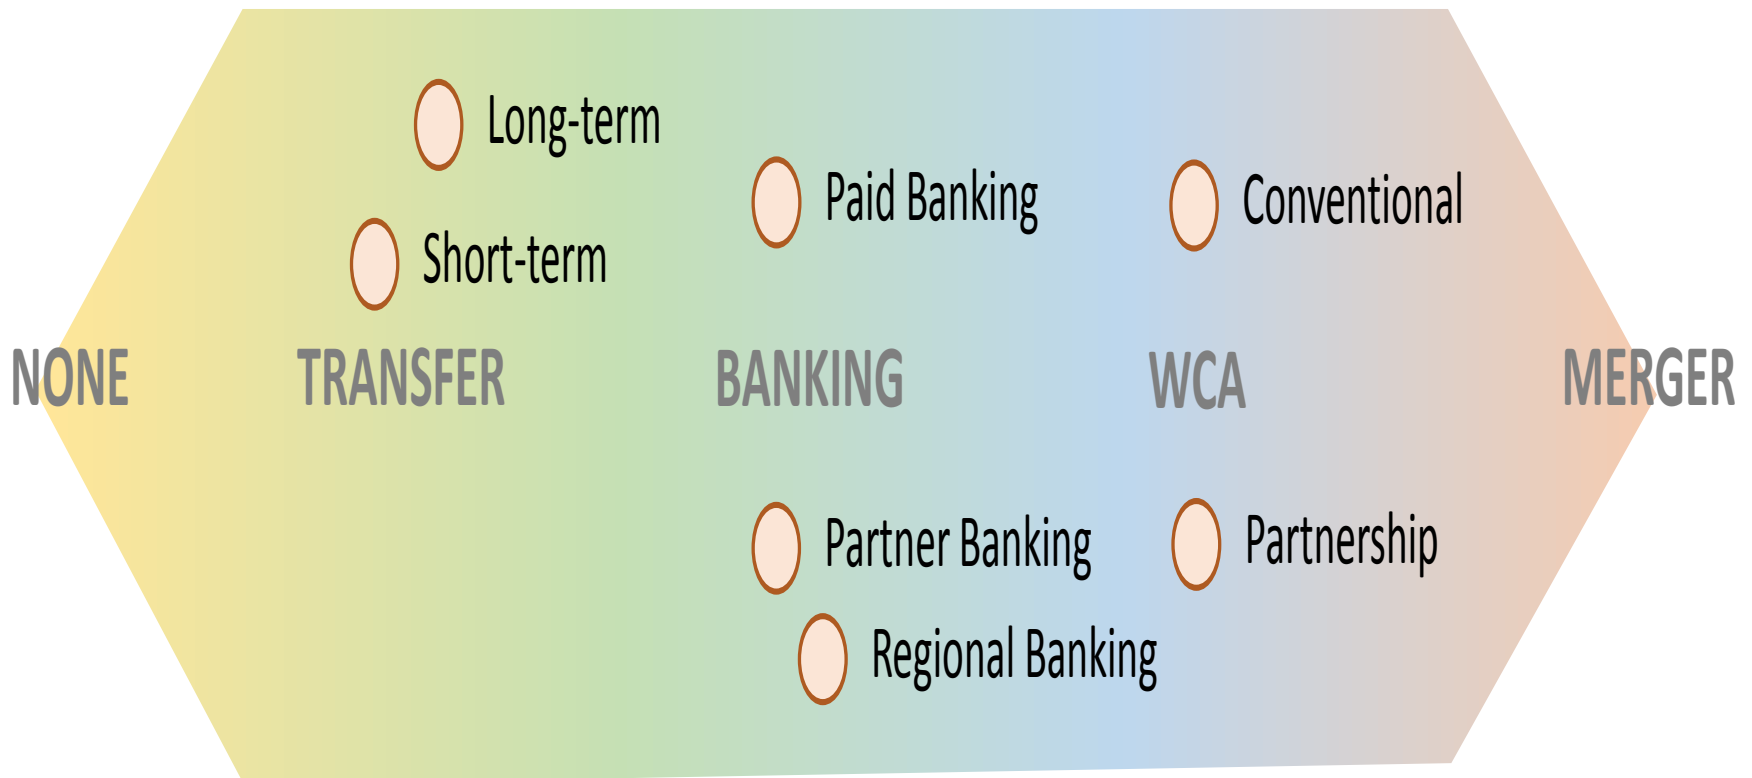 Long-term
Paid Banking
Conventional
Short-term
NONE
TRANSFER
BANKING
WCA
MERGER
Partner Banking
Partnership
Regional Banking